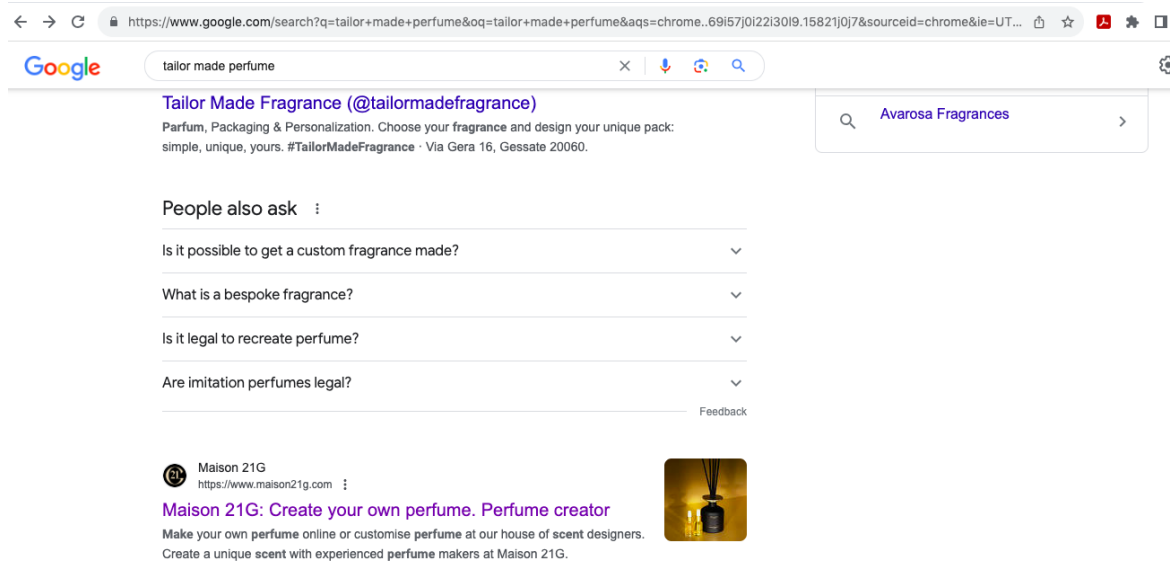 https://www.google.com/search?q=tailor+made+perfume&oq=tailor+made+perfume&aqs=chrome..69i57j0i22i30l9.15821j0j7&sourceid=chrome&ie=UT...
Google
tailor made perfume
Tailor Made Fragrance (@tailormadefragrance)
Parfum, Packaging & Personalization. Choose your fragrance and design your unique pack:
simple, unique, yours. #TailorMadeFragrance · Via Gera 16, Gessate 20060.
Avarosa Fragrances
People also ask
Is it possible to get a custom fragrance made?
What is a bespoke fragrance?
Is it legal to recreate perfume?
Are imitation perfumes legal?
Feedback
Maison 21G
https://www.maison21g.com
Maison 21G: Create your own perfume. Perfume creator
Make your own perfume online or customise perfume at our house of scent designers.
Create a unique scent with experienced perfume makers at Maison 21G.